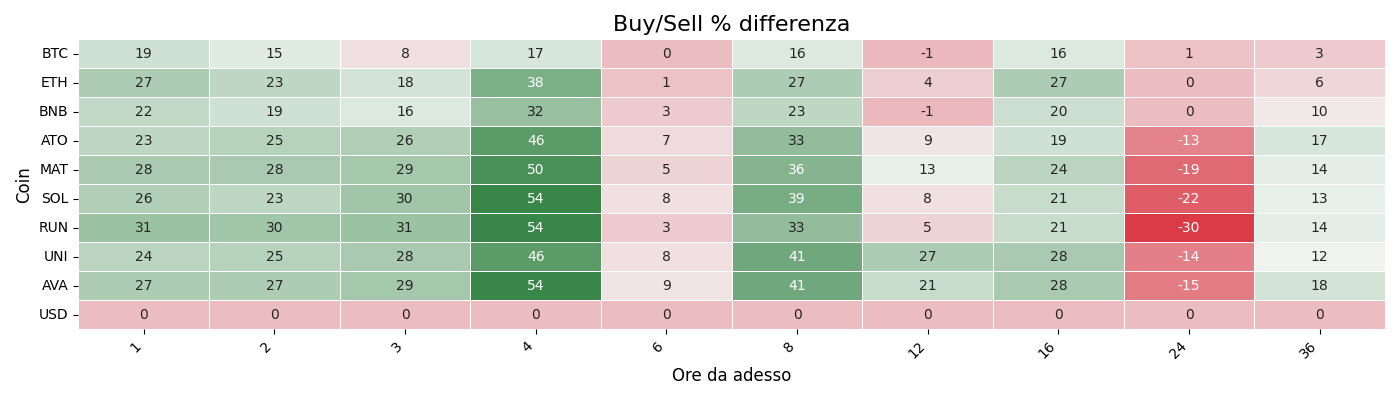 Buy/Sell % differenza
Coin
BTC 19 15 8 17 0 16 -1 16 1 3
ETH 27 23 18 38 1 27 4 27 0 6
BNB 22 19 16 32 3 23 -1 20 0 10
ATO 23 25 26 46 7 33 9 19 -13 17
MAT 28 28 29 50 5 36 13 24 -19 14
SOL 26 23 30 54 8 39 8 21 -22 13
RUN 31 30 31 54 3 33 5 21 -30 14
UNI 24 25 28 46 8 41 27 28 -14 12
AVA 27 27 29 54 9 41 21 28 -15 18
USD 0 0 0 0 0 0 0 0 0 0
1 2 3 4 6 8 12 16 24 36
Ore da adesso